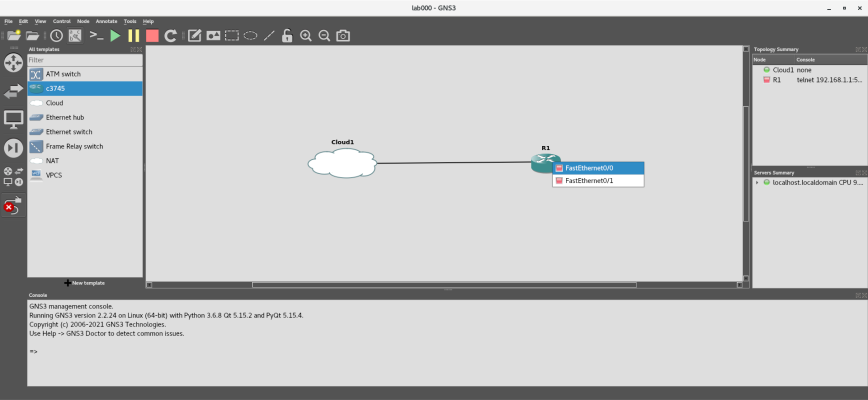 lab000 - GNS3
File Edit View Control Node Annotate Tools Help
All templates
Filter
ATM switch
c3745
Cloud
Ethernet hub
Ethernet switch
Frame Relay switch
NAT
VPCS
New template
Cloud1
R1
FastEthernet0/0
FastEthernet0/1
Topology Summary
Node Console
Cloud1 none
R1 telnet 192.168.1.1:5...
Servers Summary
localhost.localdomain CPU 9....
Console
GNS3 management console.
Running GNS3 version 2.2.24 on Linux (64-bit) with Python 3.6.8 Qt 5.15.2 and PyQt 5.15.4.
Copyright (c) 2006-2021 GNS3 Technologies.
Use Help -> GNS3 Doctor to detect common issues.
=>